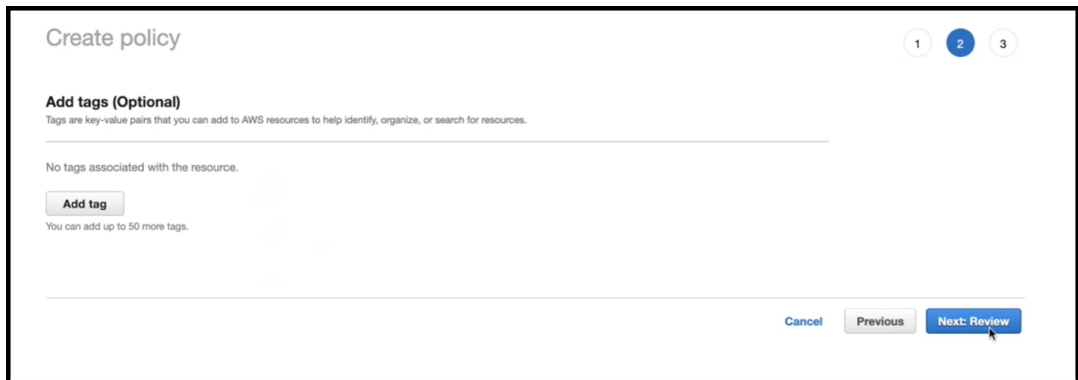 Create policy
1 2 3
Add tags (Optional)
Tags are key-value pairs that you can add to AWS resources to help identify, organize, or search for resources.
No tags associated with the resource.
Add tag
You can add up to 50 more tags.
Cancel Previous Next: Review